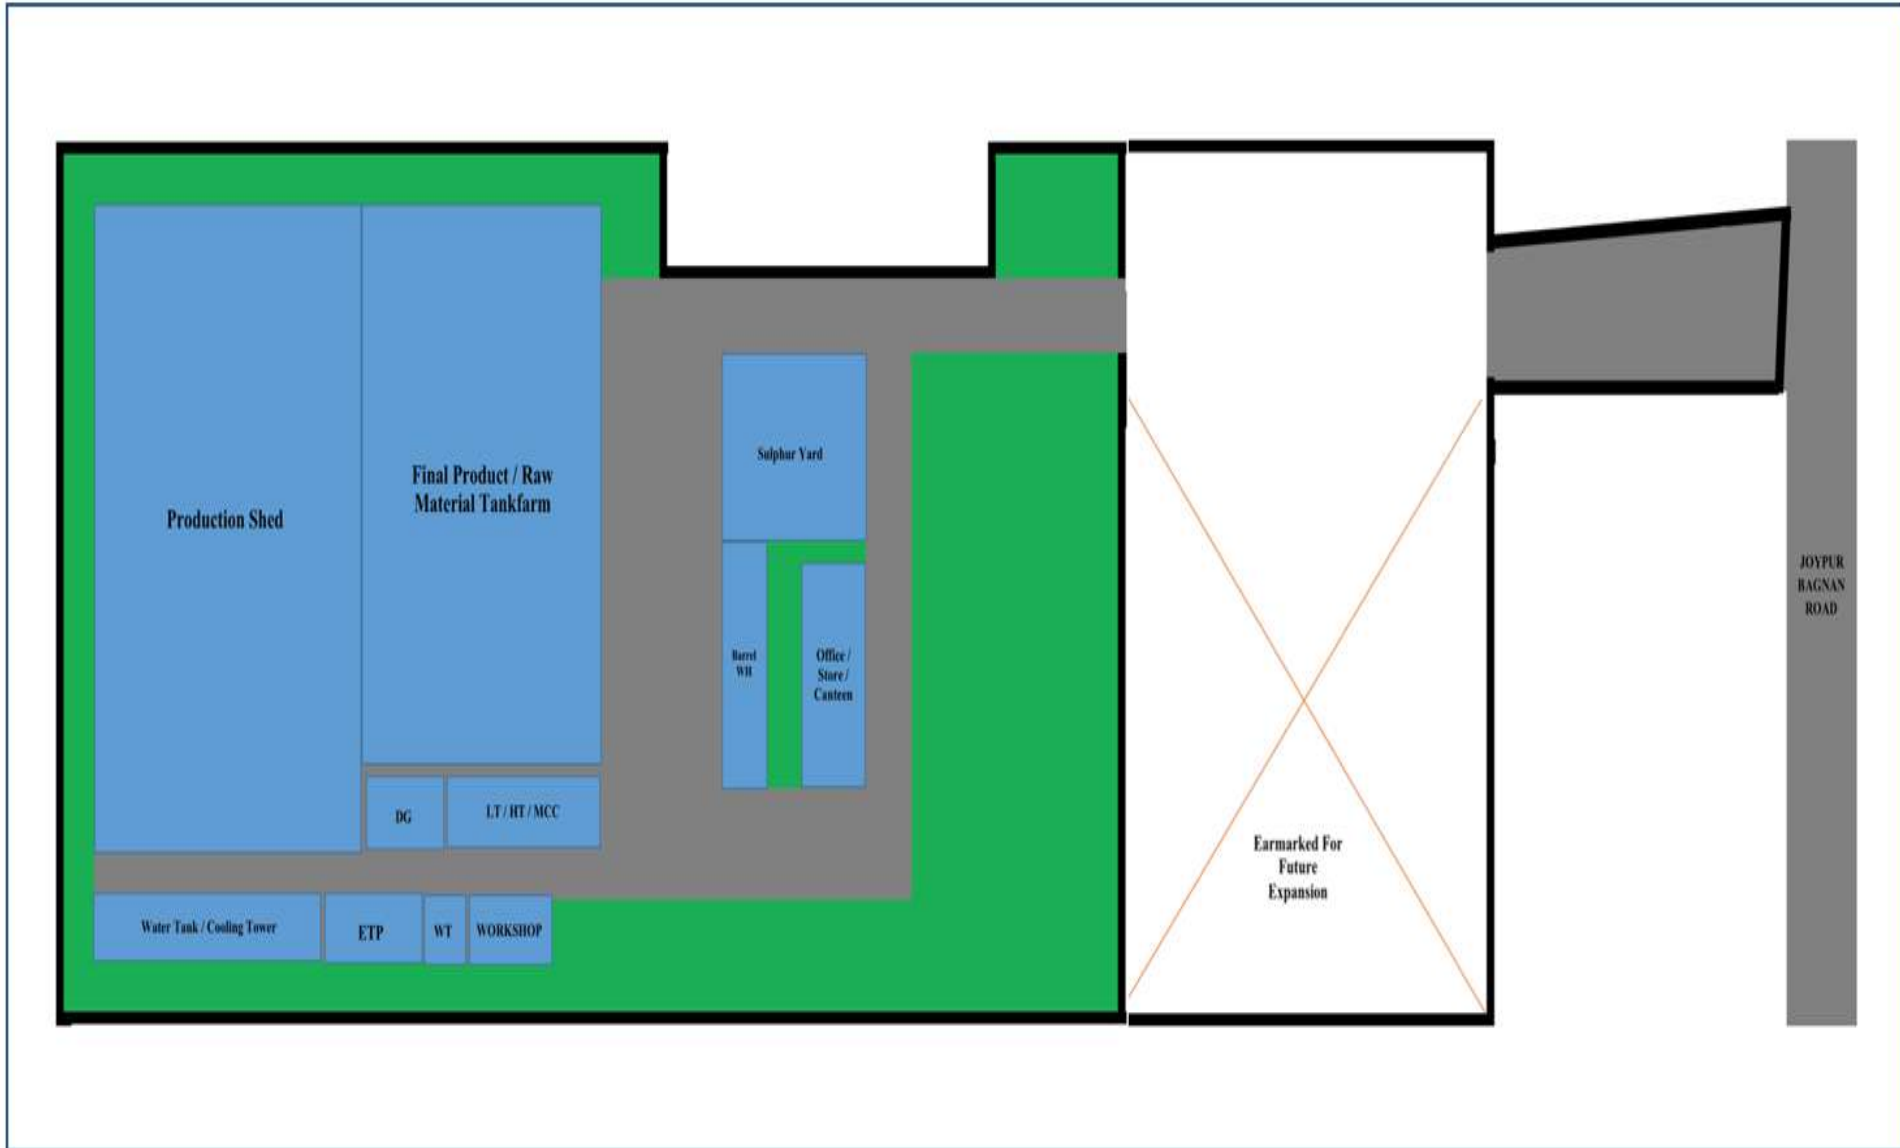 Production Shed
Final Product / Raw
Material Tankfarm
Sulphur Yard
Barrel
WH
Office /
Store /
Canteen
DG
LT / HT / MCC
Water Tank / Cooling Tower
ETP
WT
WORKSHOP
Earmarked For
Future
Expansion
JOYPUR
BAGNAN
ROAD